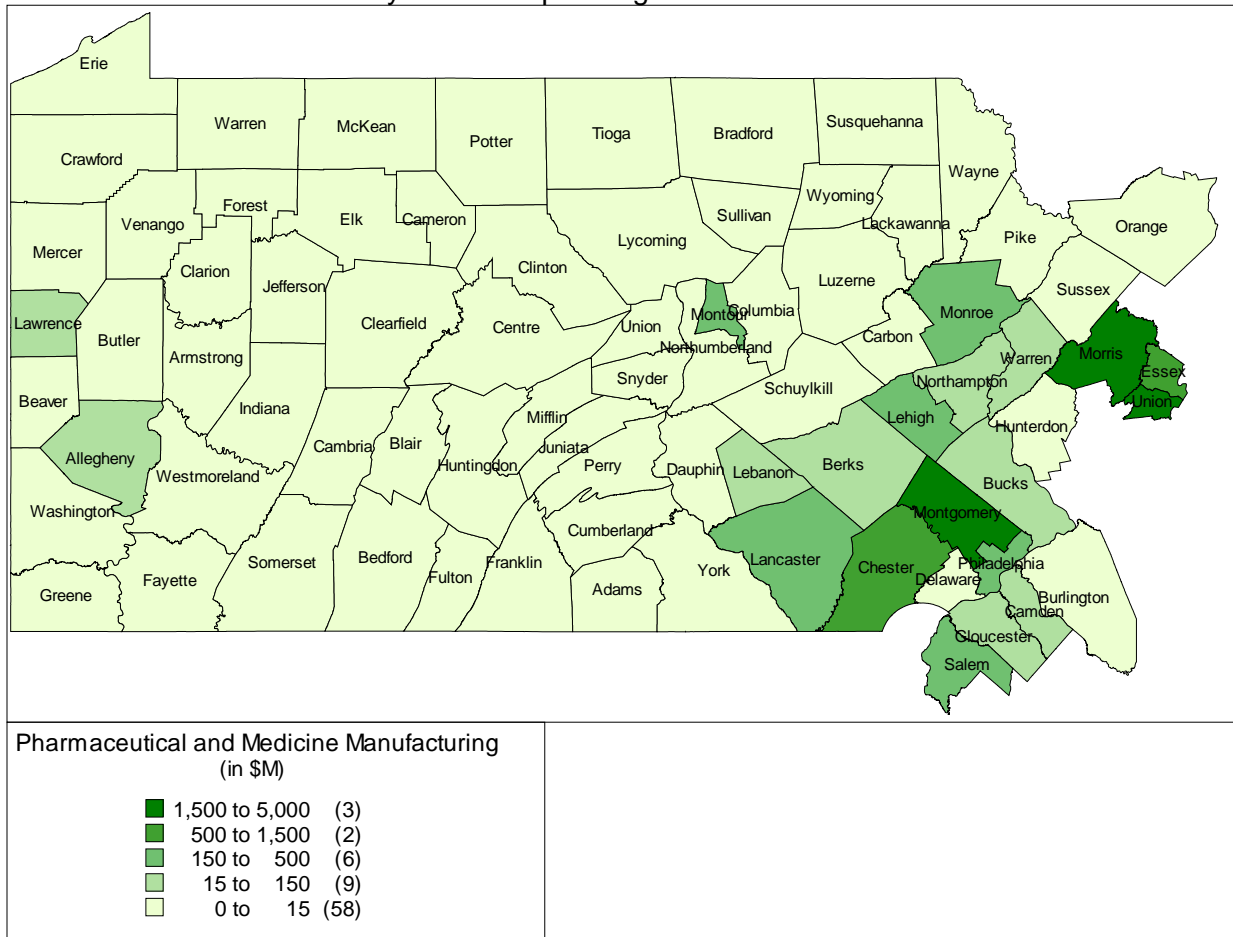 Erie
Warren
McKean
Potter
Tioga
Bradford
Susquehanna
Crawford
Wayne
Wyoming
Forest
Venango
Elk
Cameron
Sullivan
Lackawanna
Orange
Pike
Mercer
Lycoming
Clarion
Clinton
Jefferson
Luzerne
Sussex
Lawrence
Butler
Clearfield
Centre
Union
Montour
Columbia
Monroe
Carbon
Northumberland
Armstrong
Morris
Warren
Essex
Snyder
Northampton
Schuylkill
Beaver
Indiana
Union
Mifflin
Lehigh
Hunterdon
Cambria
Blair
Juniata
Allegheny
Huntingdon
Perry
Dauphin
Lebanon
Berks
Westmoreland
Bucks
Washington
Montgomery
Cumberland
Somerset
Bedford
Franklin
Lancaster
Philadelphia
Chester
York
Fayette
Fulton
Delaware
Greene
Adams
Burlington
Camden
Gloucester
Salem
Pharmaceutical and Medicine Manufacturing
(in $M)
1,500 to 5,000 (3)
500 to 1,500 (2)
150 to 500 (6)
15 to 150 (9)
0 to 15 (58)